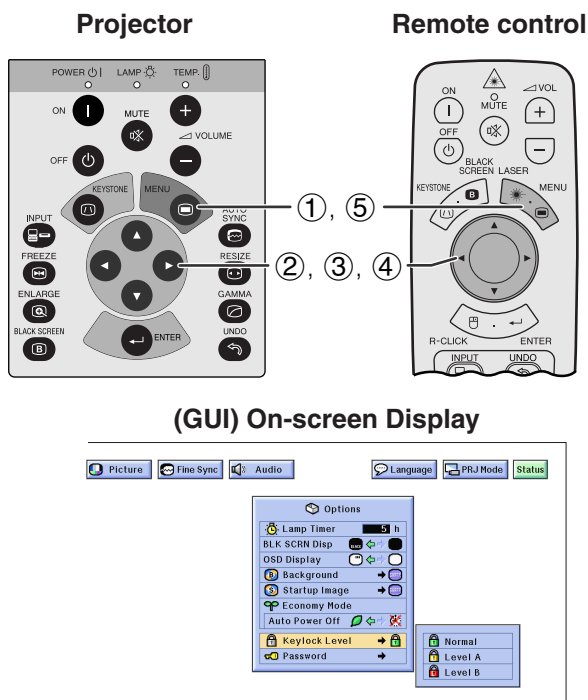 Projector
Remote control
POWER
LAMP
TEMP.
ON
MUTE
VOLUME
OFF
KEYSTONE
MENU
INPUT
AUTO SYNC
FREEZE
RESIZE
ENLARGE
GAMMA
BLACK SCREEN
B
ENTER
UNDO
①, ⑤
②, ③, ④
ON
MUTE
VOL
OFF
BLACK
SCREEN LASER
KEYSTONE
B
MENU
R-CLICK ENTER
INPUT UNDO
(GUI) On-screen Display
Picture Fine Sync Audio Language PRJ Mode Status
Options
Lamp Timer 5 h
BLK SCRN Disp
OSD Display
B Background
S Startup Image
Economy Mode
Auto Power Off
Keylock Level
Password
Normal
Level A
Level B